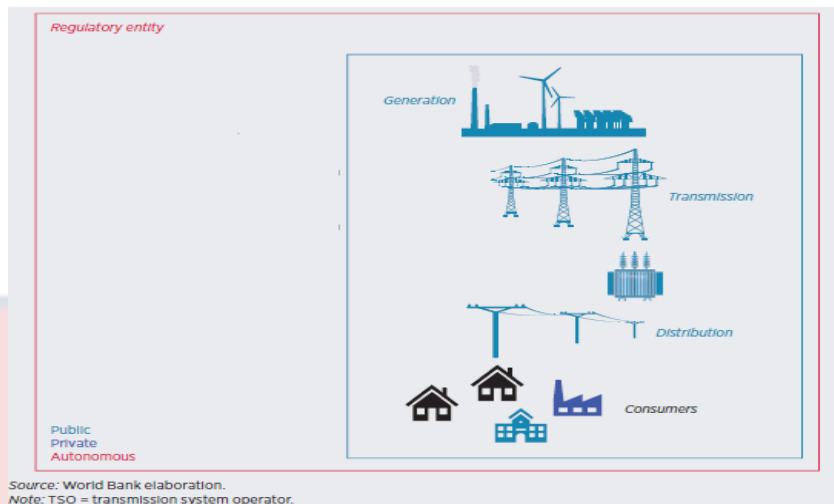 Regulatory entity
Generation
Transmission
Distribution
Consumers
Public
Private
Autonomous
Source: World Bank elaboration.
Note: TSO = transmission system operator.